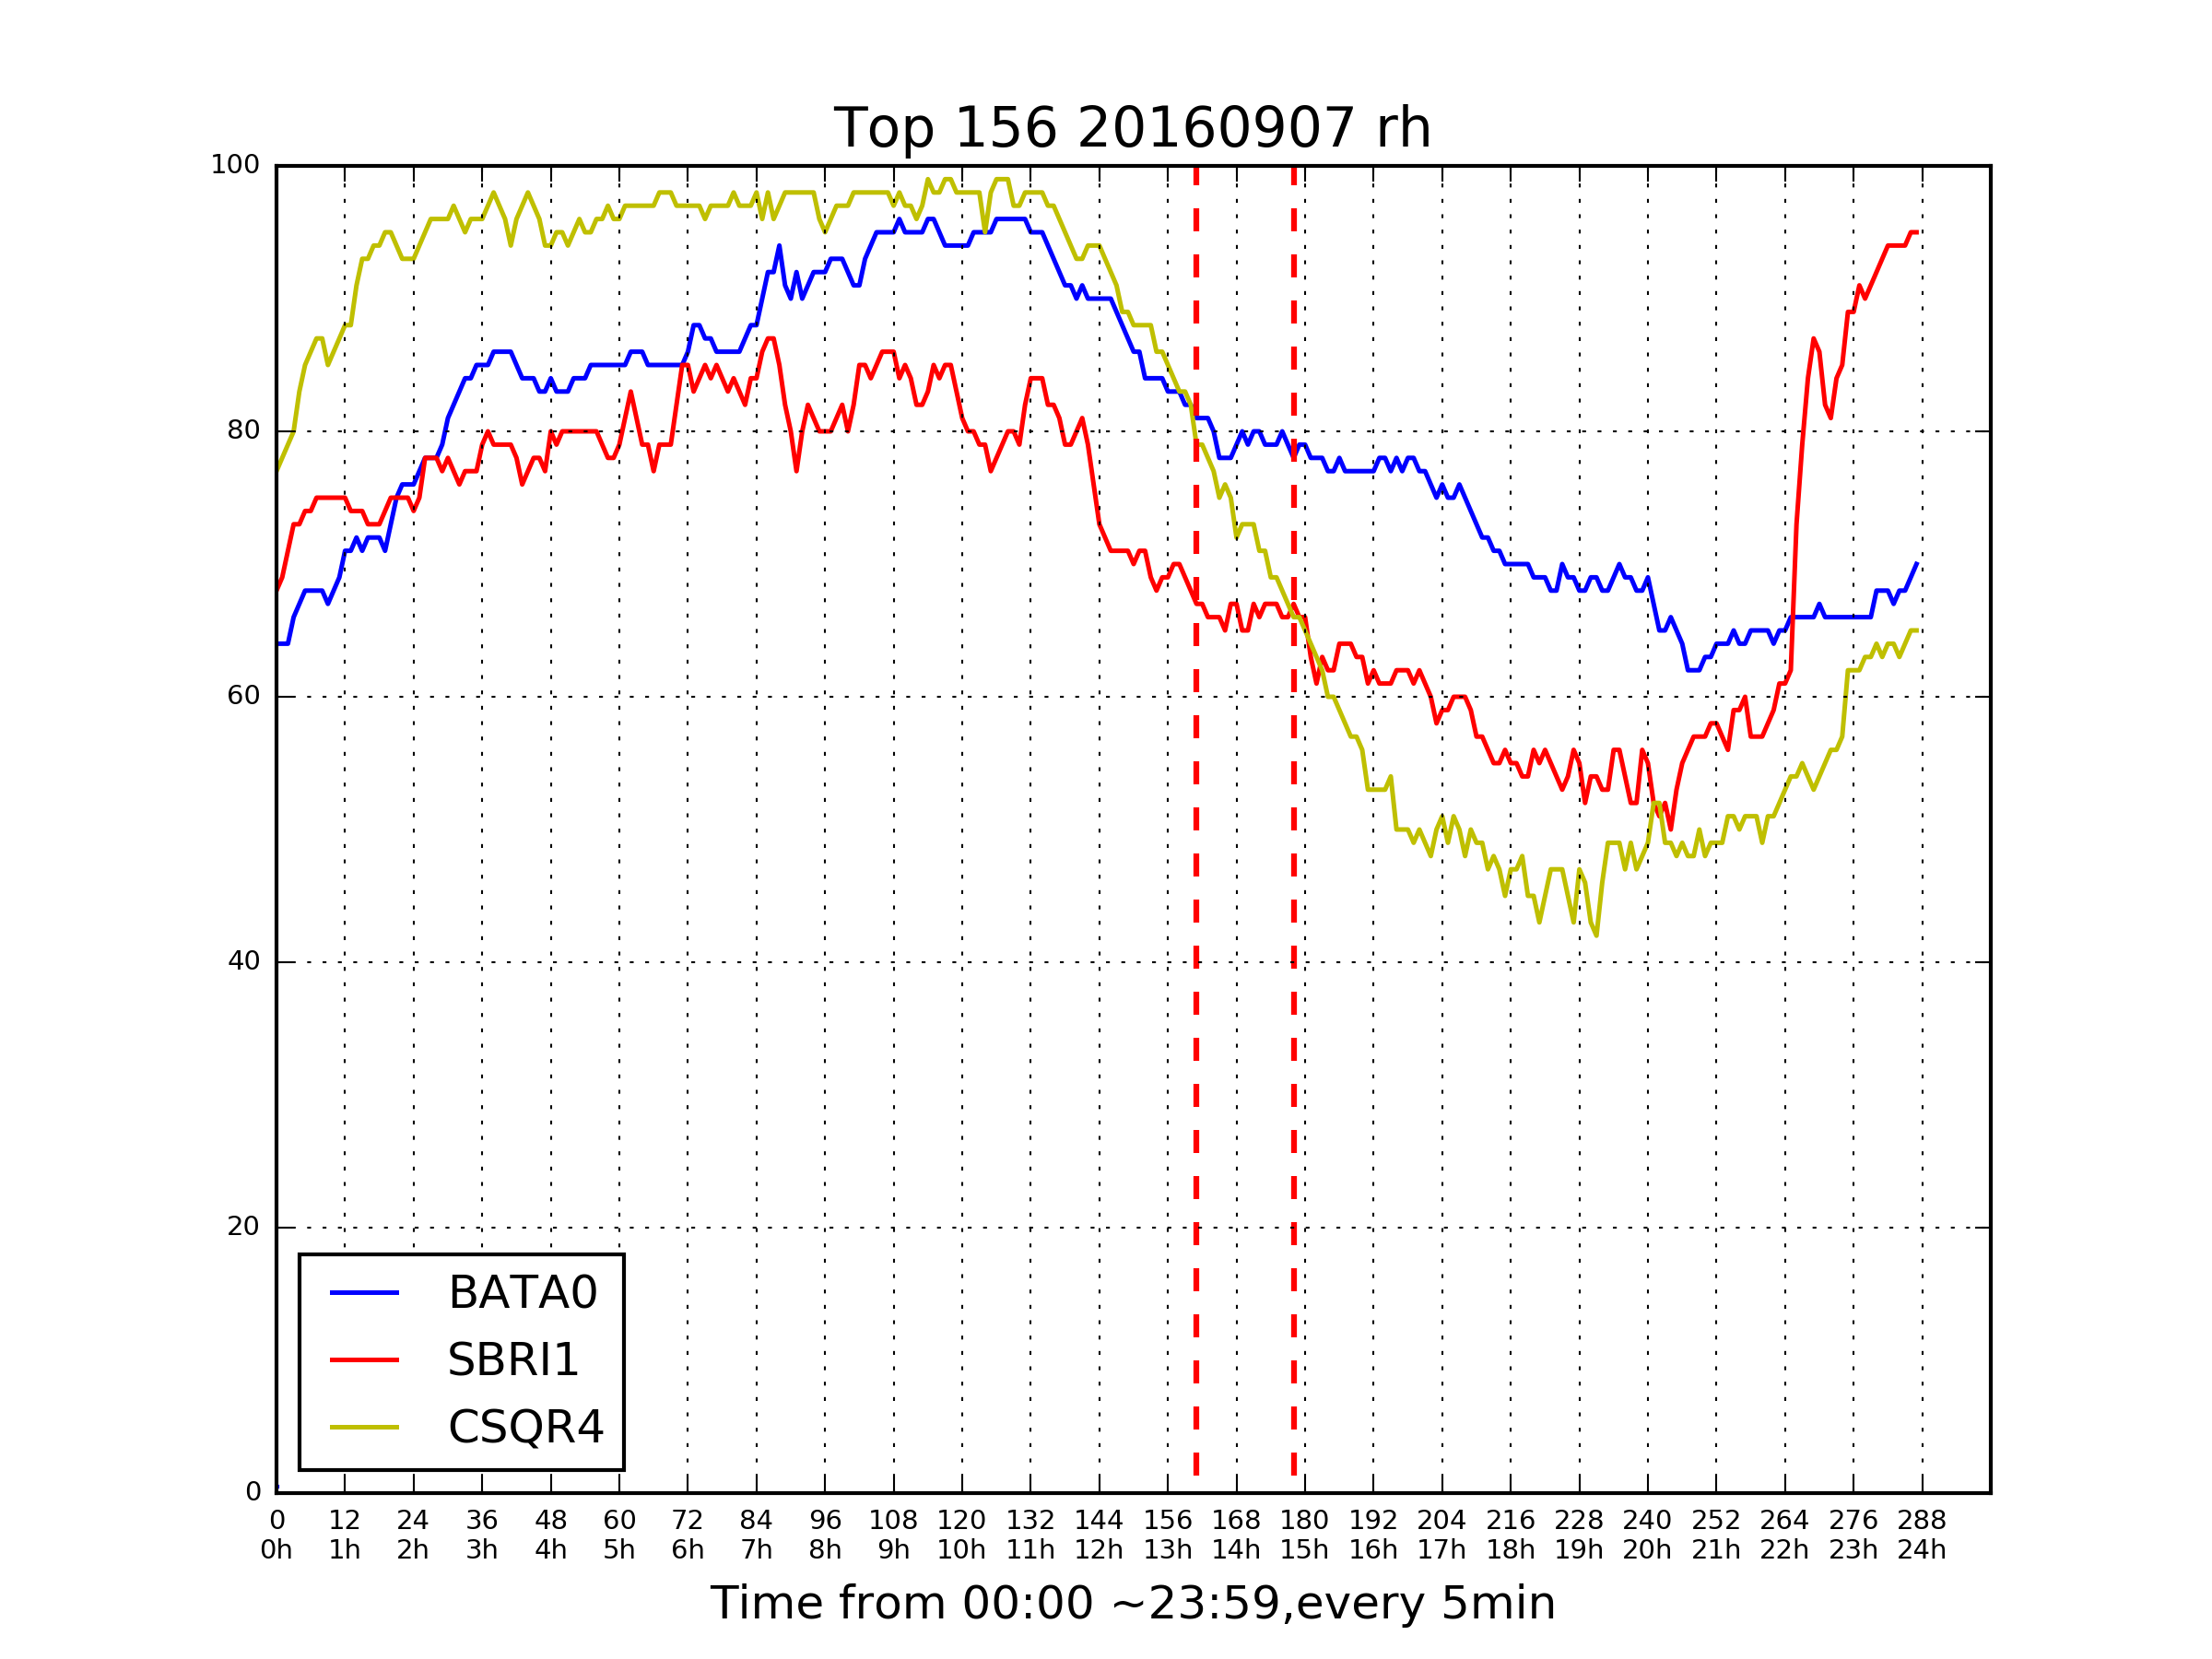 Top 156 20160907 rh
100
80
60
40
20
0
BATA0
SBRI1
CSQR4
0 12 24 36 48 60 72 84 96 108 120 132 144 156 168 180 192 204 216 228 240 252 264 276 288
0h 1h 2h 3h 4h 5h 6h 7h 8h 9h 10h 11h 12h 13h 14h 15h 16h 17h 18h 19h 20h 21h 22h 23h 24h
Time from 00:00 ~23:59,every 5min